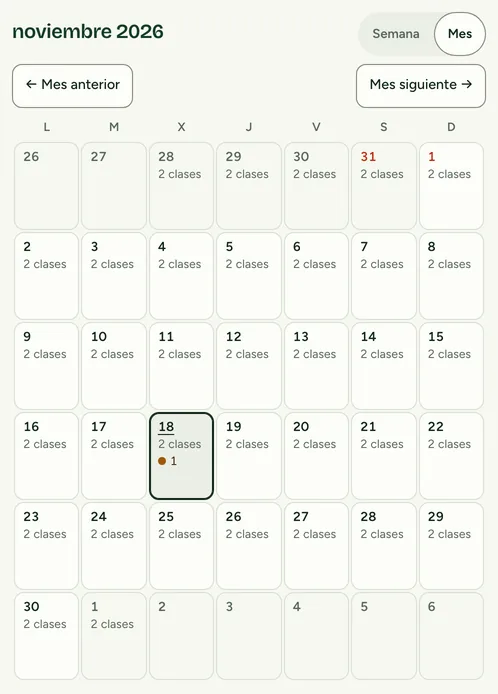 noviembre 2026
Semana
Mes
← Mes anterior
Mes siguiente →
L M X J V S D
26 27 28 29 30 31 1
2 clases 2 clases 2 clases 2 clases 2 clases
2 3 4 5 6 7 8
2 clases 2 clases 2 clases 2 clases 2 clases 2 clases 2 clases
9 10 11 12 13 14 15
2 clases 2 clases 2 clases 2 clases 2 clases 2 clases 2 clases
16 17 18 19 20 21 22
2 clases 2 clases 2 clases 2 clases 2 clases 2 clases 2 clases
1
23 24 25 26 27 28 29
2 clases 2 clases 2 clases 2 clases 2 clases 2 clases 2 clases
30 1 2 3 4 5 6
2 clases 2 clases